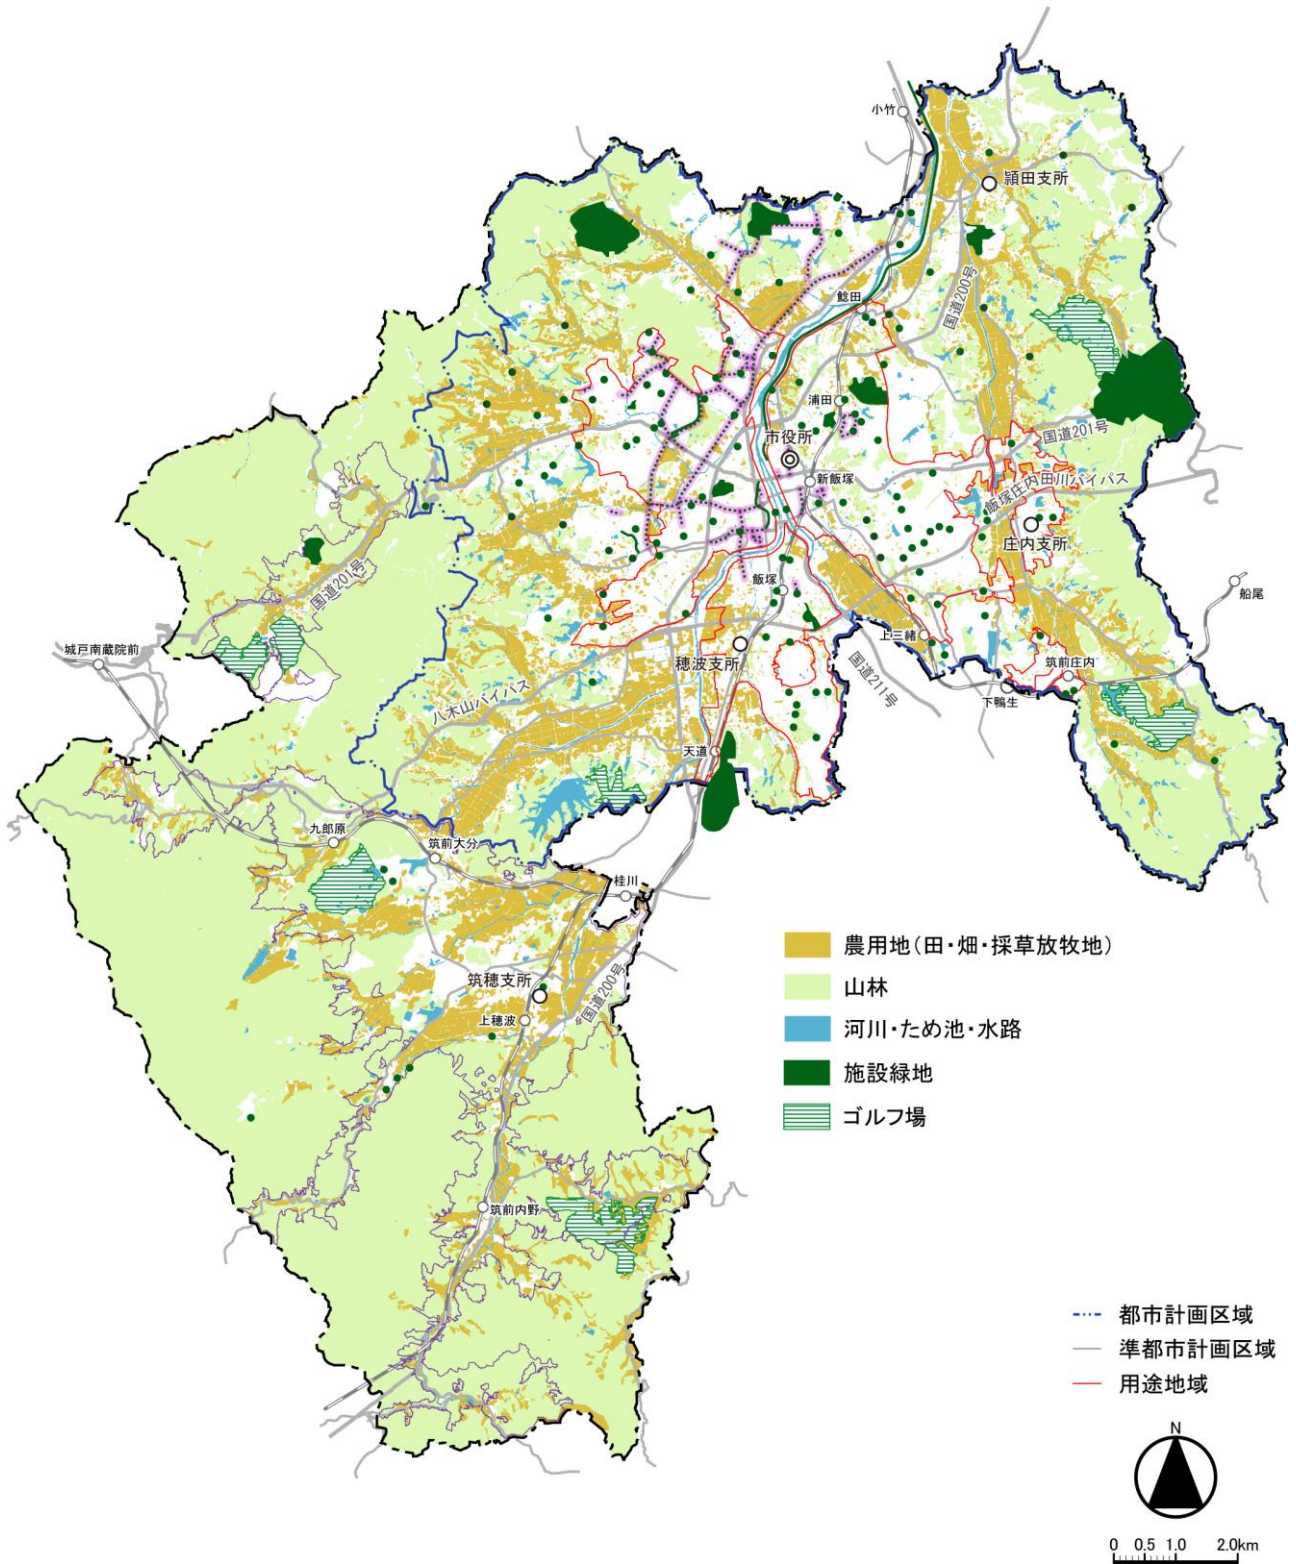 小竹
頴田支所
国道200号
鯰田
浦田
市役所
国道201号
新飯塚
飯塚庄内田川バイパス
庄内支所
国道201号
飯塚
船尾
上三緒
城戸南蔵院前
穂波支所
筑前庄内
国道211号
下鴨生
八木山バイパス
天道
九郎原
筑前大分
桂川
農用地(田・畑・採草放牧地)
山林
筑穂支所
国道200号
上穂波
河川・ため池・水路
施設緑地
ゴルフ場
筑前内野
都市計画区域
準都市計画区域
用途地域
N
0 0.5 1.0 2.0km